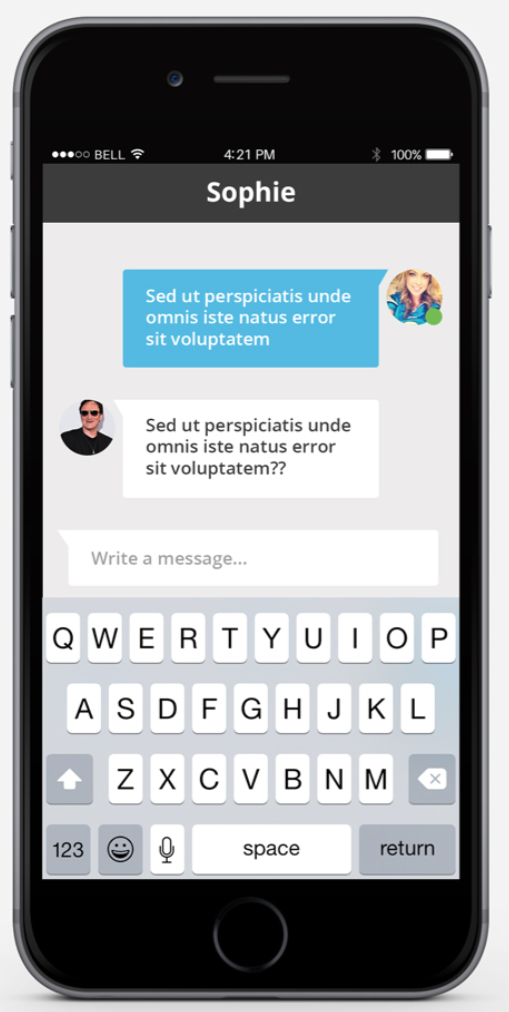 BELL 4:21 PM 100%
Sophie
Sed ut perspiciatis unde
omnis iste natus error
sit voluptatem
Sed ut perspiciatis unde
omnis iste natus error
sit voluptatem??
Write a message...
Q W E R T Y U I O P
A S D F G H J K L
Z X C V B N M
123 space return